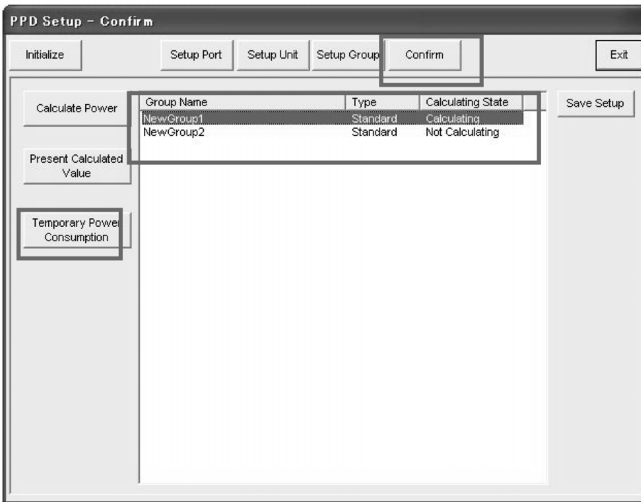 PPD Setup - Confirm
Initialize Setup Port Setup Unit Setup Group Confirm Exit
Calculate Power
Group Name Type Calculating State
Save Setup
NewGroup1 Standard Calculating
NewGroup2 Standard Not Calculating
Present Calculated
Value
Temporary Power
Consumption